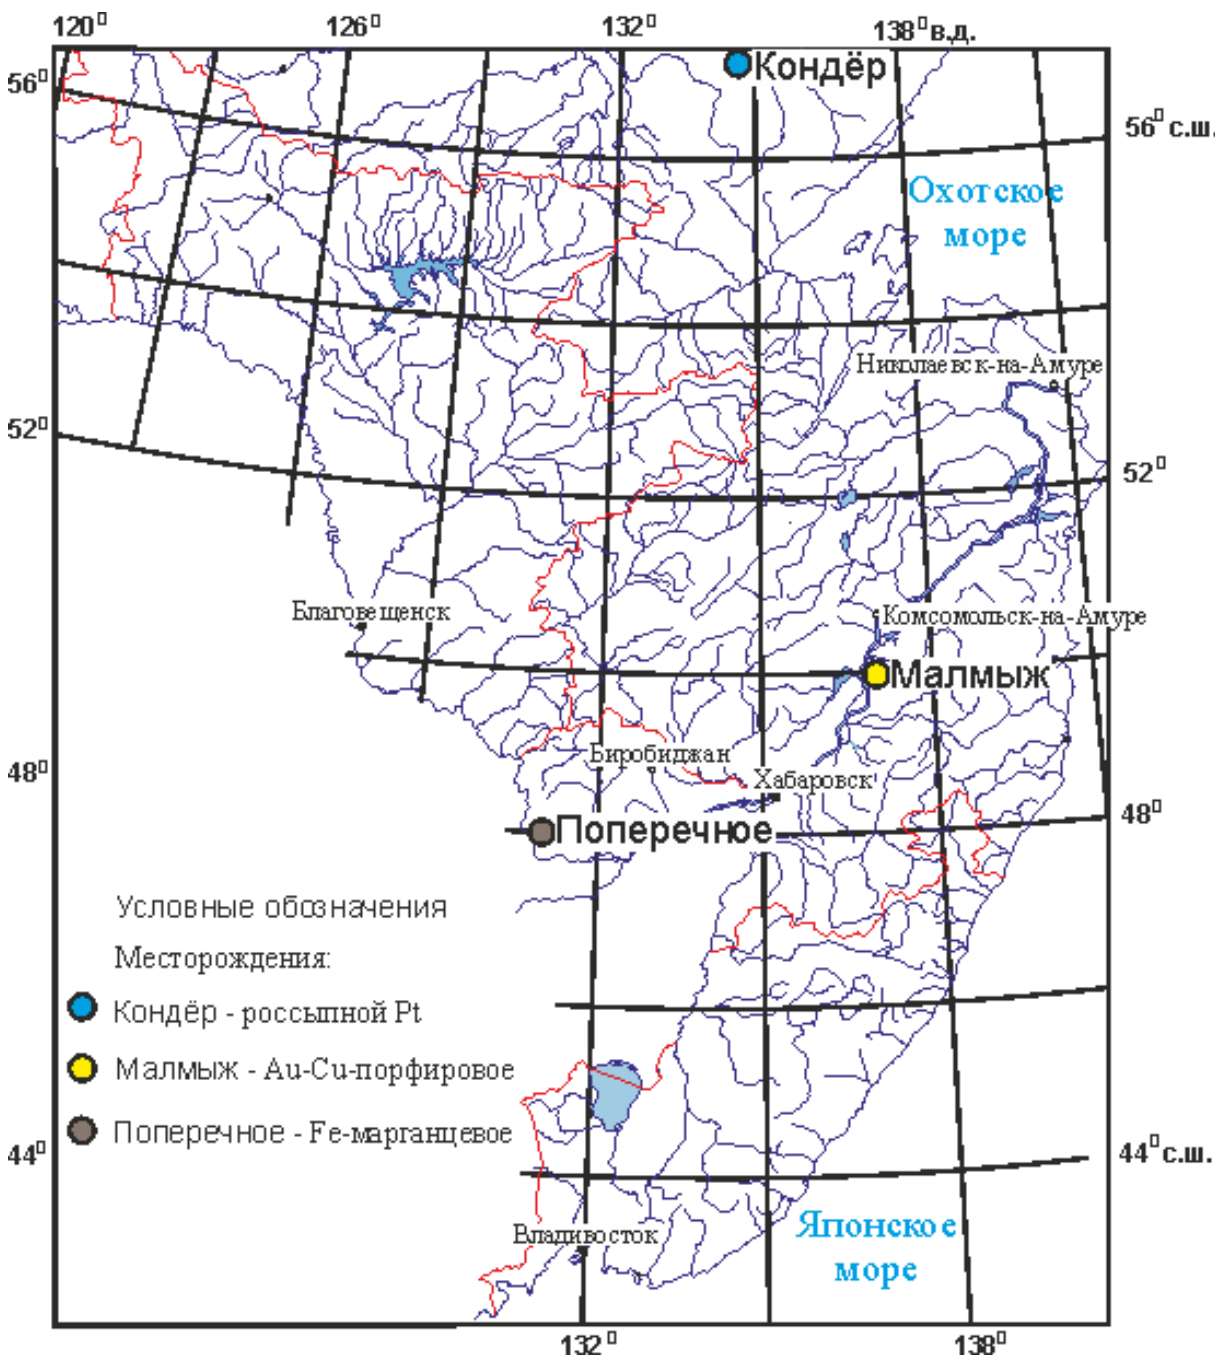 120° 126° 132° 138° в.д.
Кондёр
56°
56° с.ш.
Охотское
море
Николаевск-на-Амуре
52°
52°
Благовещенск
Комсомольск-на-Амуре
Малмыж
Биробиджан
48°
Хабаровск
48°
Поперечное
Условные обозначения
Месторождения:
Кондёр - россыпной Pt
Малмыж - Au-Cu-порфировое
Поперечное - Fe-марганцевое
44°
44° с.ш.
Японское
море
Владивосток
132° 138°